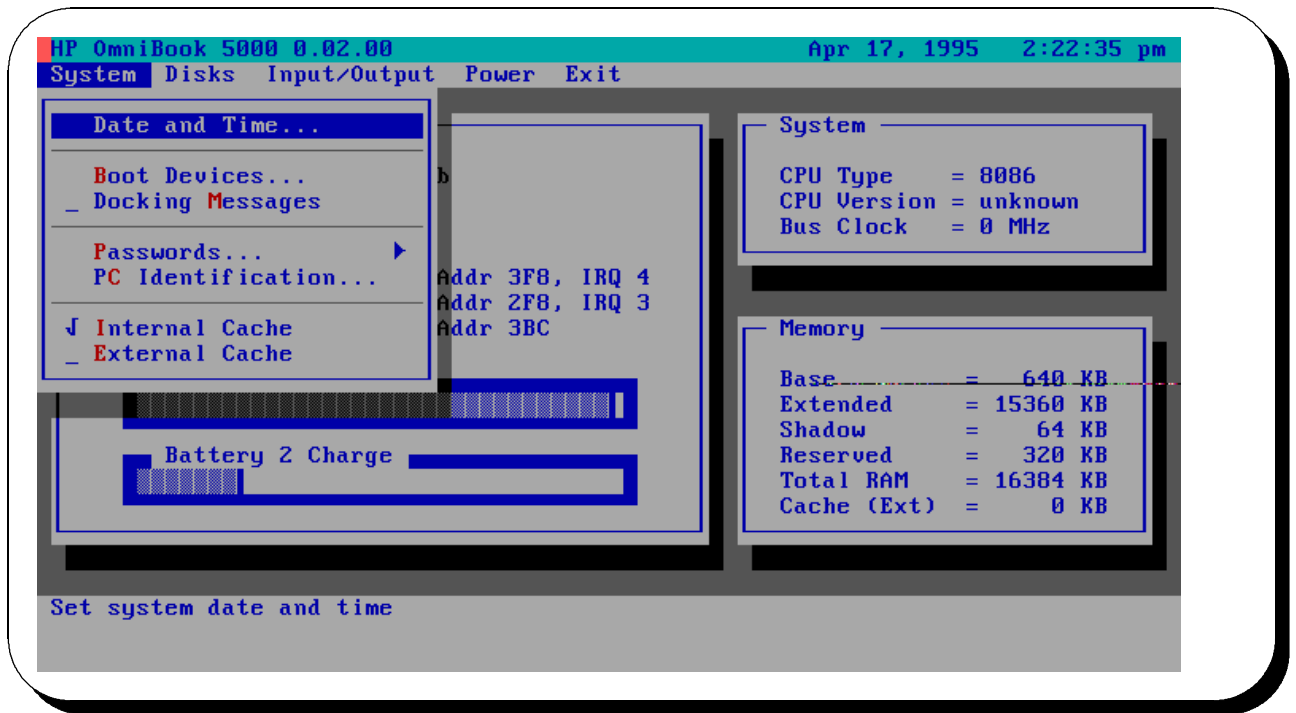 HP OmniBook 5000 0.02.00 Apr 17, 1995 2:22:35 pm
System Disks Input/Output Power Exit
Date and Time...
Boot Devices...
_ Docking Messages
Passwords...
PC Identification...
√ Internal Cache
_ External Cache
b
Addr 3F8, IRQ 4
Addr 2F8, IRQ 3
Addr 3BC
Battery 2 Charge
System
CPU Type = 8086
CPU Version = unknown
Bus Clock = 0 MHz
Memory
Base = 640 KB
Extended = 15360 KB
Shadow = 64 KB
Reserved = 320 KB
Total RAM = 16384 KB
Cache (Ext) = 0 KB
Set system date and time